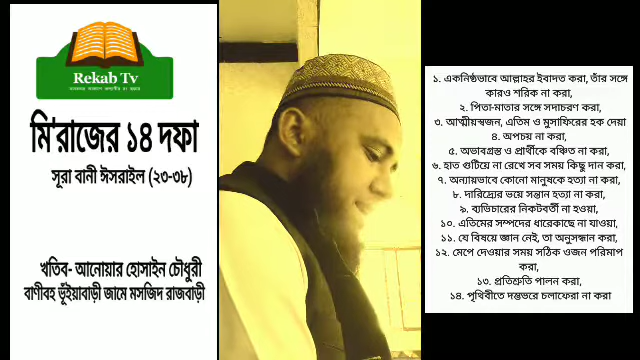 Rekab Tv
মি'রাজের ১৪ দফা
সূরা বানী ঈসরাইল (২৩-৩৮)
খতিব- আনোয়ার হোসাইন চৌধুরী
বাণীবহ ভূঁইয়াবাড়ী জামে মসজিদ রাজবাড়ী
১. একনিষ্ঠভাবে আল্লাহর ইবাদত করা, তাঁর সঙ্গে
কারও শরিক না করা,
২. পিতা-মাতার সঙ্গে সদাচরণ করা,
৩. আত্মীয়স্বজন, এতিম ও মুসাফিরের হক দেয়া
৪. অপচয় না করা,
৫. অভাবগ্রস্ত ও প্রার্থীকে বঞ্চিত না করা,
৬. হাত গুটিয়ে না রেখে সব সময় কিছু দান করা,
৭. অন্যায়ভাবে কোনো মানুষকে হত্যা না করা,
৮. দারিদ্র্যের ভয়ে সন্তান হত্যা না করা,
৯. ব্যভিচারের নিকটবর্তী না হওয়া,
১০. এতিমের সম্পদের ধারেকাছে না যাওয়া,
১১. যে বিষয়ে জ্ঞান নেই, তা অনুসন্ধান করা,
১২. মেপে দেওয়ার সময় সঠিক ওজন পরিমাপ
করা,
১৩. প্রতিশ্রুতি পালন করা,
১৪. পৃথিবীতে দম্ভভরে চলাফেরা না করা